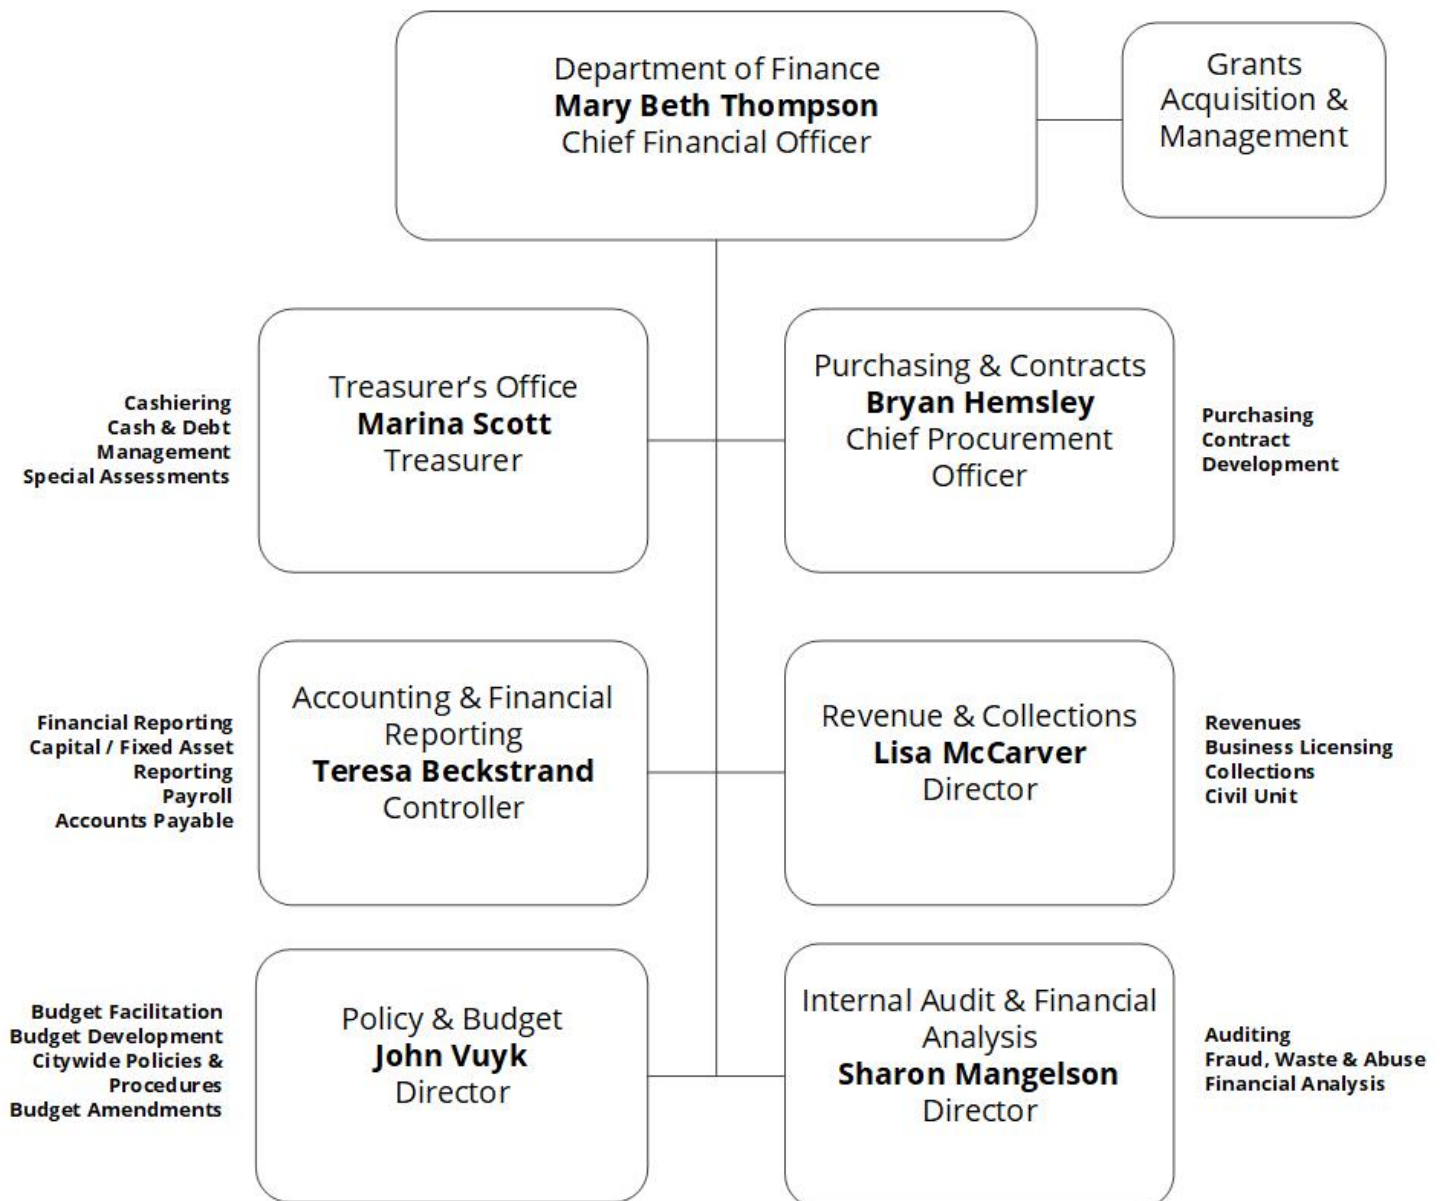 Department of Finance
Mary Beth Thompson
Chief Financial Officer
Grants
Acquisition &
Management
Cashiering
Cash & Debt
Management
Special Assessments
Treasurer's Office
Marina Scott
Treasurer
Purchasing & Contracts
Bryan Hemsley
Chief Procurement
Officer
Purchasing
Contract
Development
Financial Reporting
Capital / Fixed Asset
Reporting
Payroll
Accounts Payable
Accounting & Financial
Reporting
Teresa Beckstrand
Controller
Revenue & Collections
Lisa McCarver
Director
Revenues
Business Licensing
Collections
Civil Unit
Budget Facilitation
Budget Development
Citywide Policies &
Procedures
Budget Amendments
Policy & Budget
John Vuyk
Director
Internal Audit & Financial
Analysis
Sharon Mangelson
Director
Auditing
Fraud, Waste & Abuse
Financial Analysis